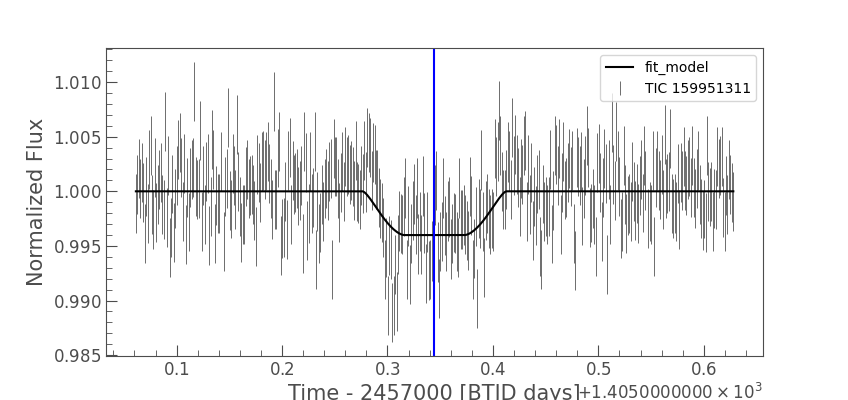 fit_model
TIC 159951311
Normalized Flux
1.010
1.005
1.000
0.995
0.990
0.985
0.1 0.2 0.3 0.4 0.5 0.6
Time - 2457000 [BTJD days]
+1.4050000000 × 10³